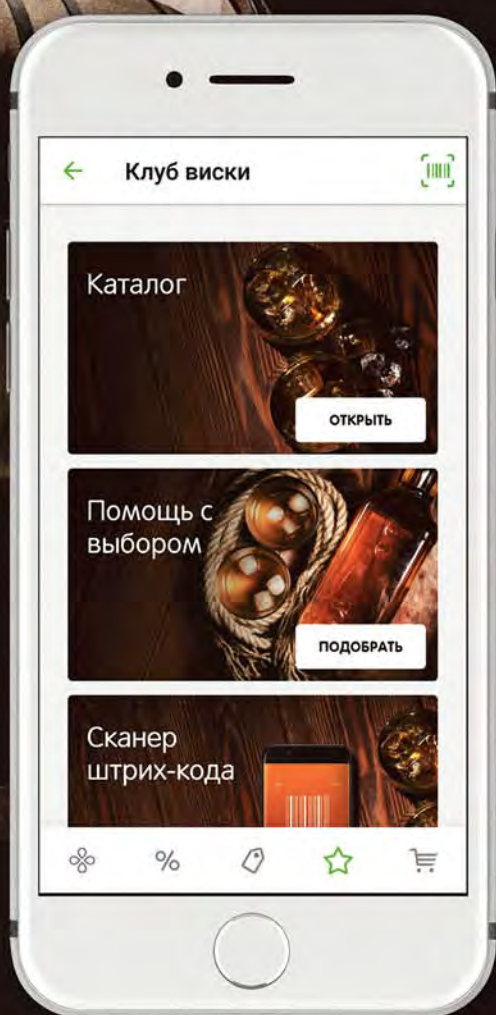 Клуб виски
Каталог
ОТКРЫТЬ
Помощь с
выбором
ПОДОБРАТЬ
Сканер
штрих-кода
%